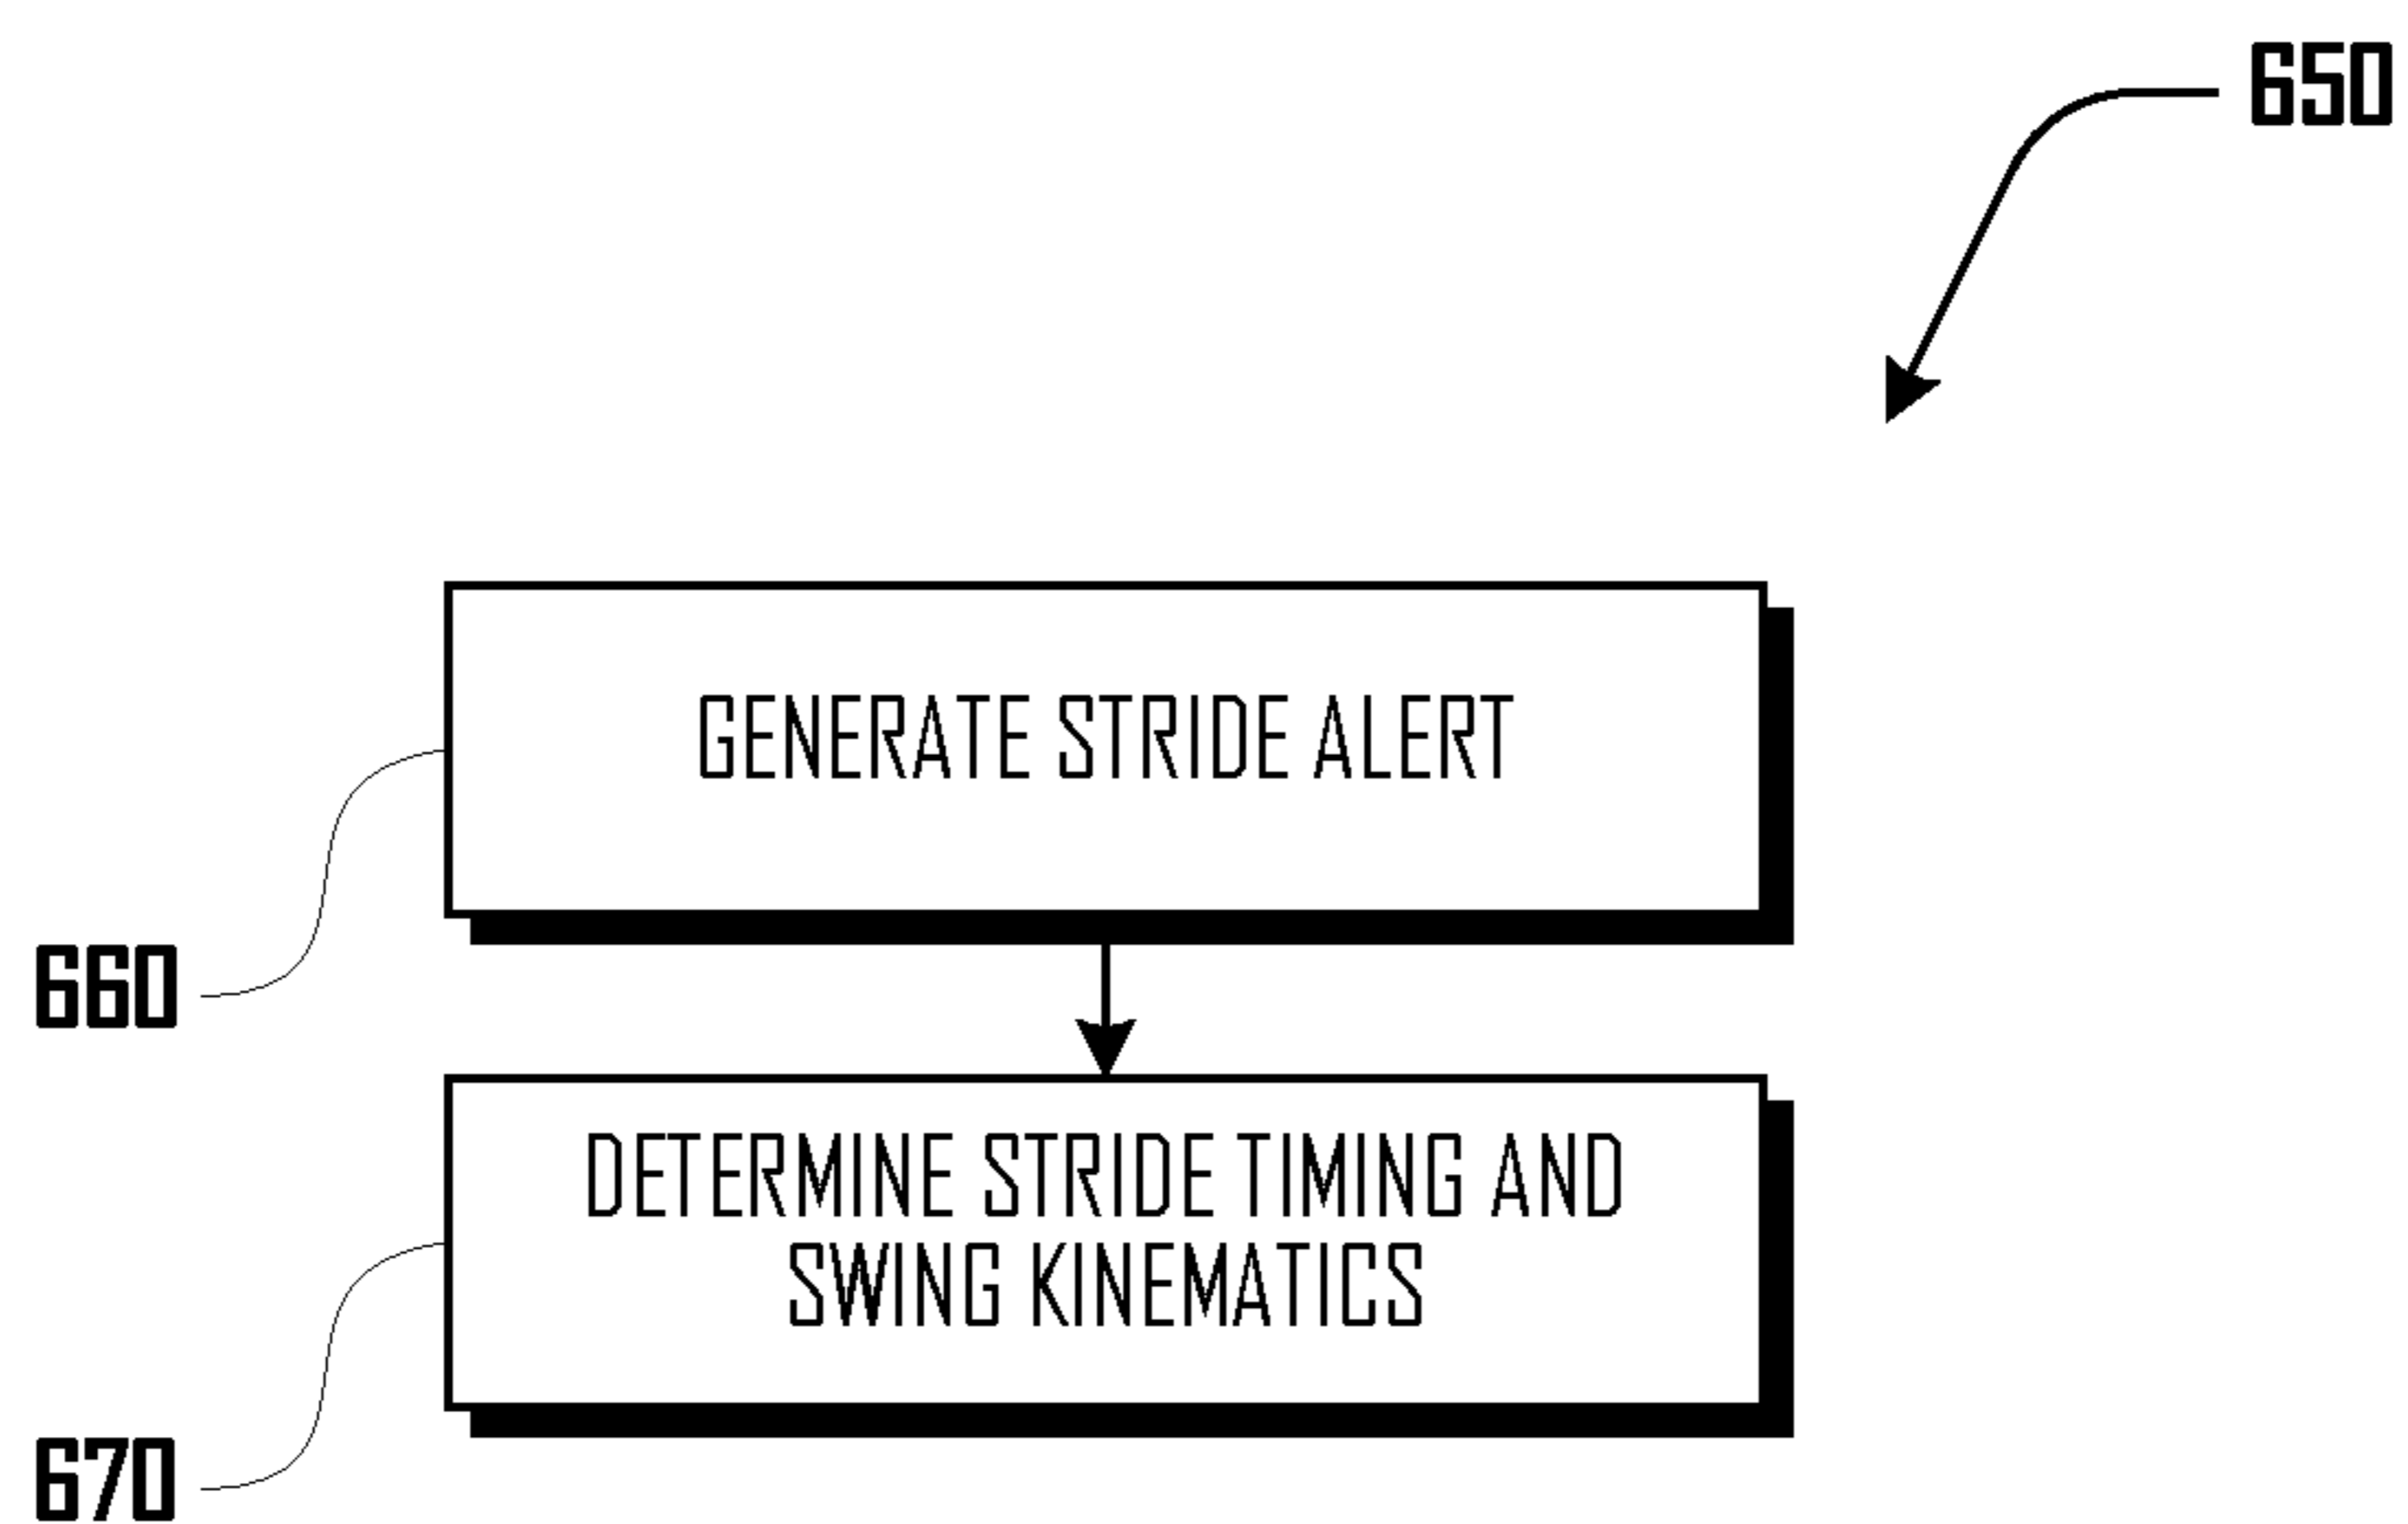 650
GENERATE STRIDE ALERT
660
DETERMINE STRIDE TIMING AND
SWING KINEMATICS
670